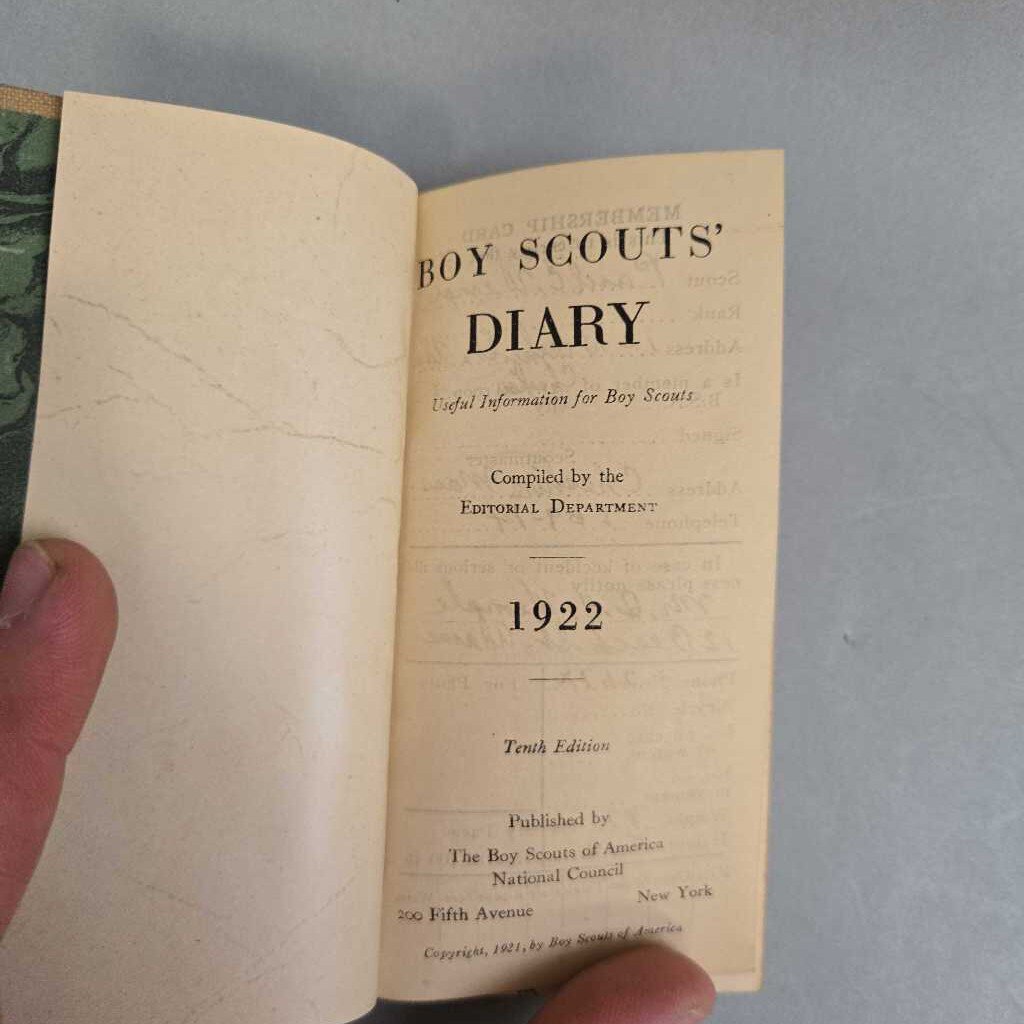 BOY SCOUTS'
DIARY
Useful Information for Boy Scouts
Compiled by the
EDITORIAL DEPARTMENT
1922
Tenth Edition
Published by
The Boy Scouts of America
National Council
200 Fifth Avenue New York
Copyright, 1921, by Boy Scouts of America